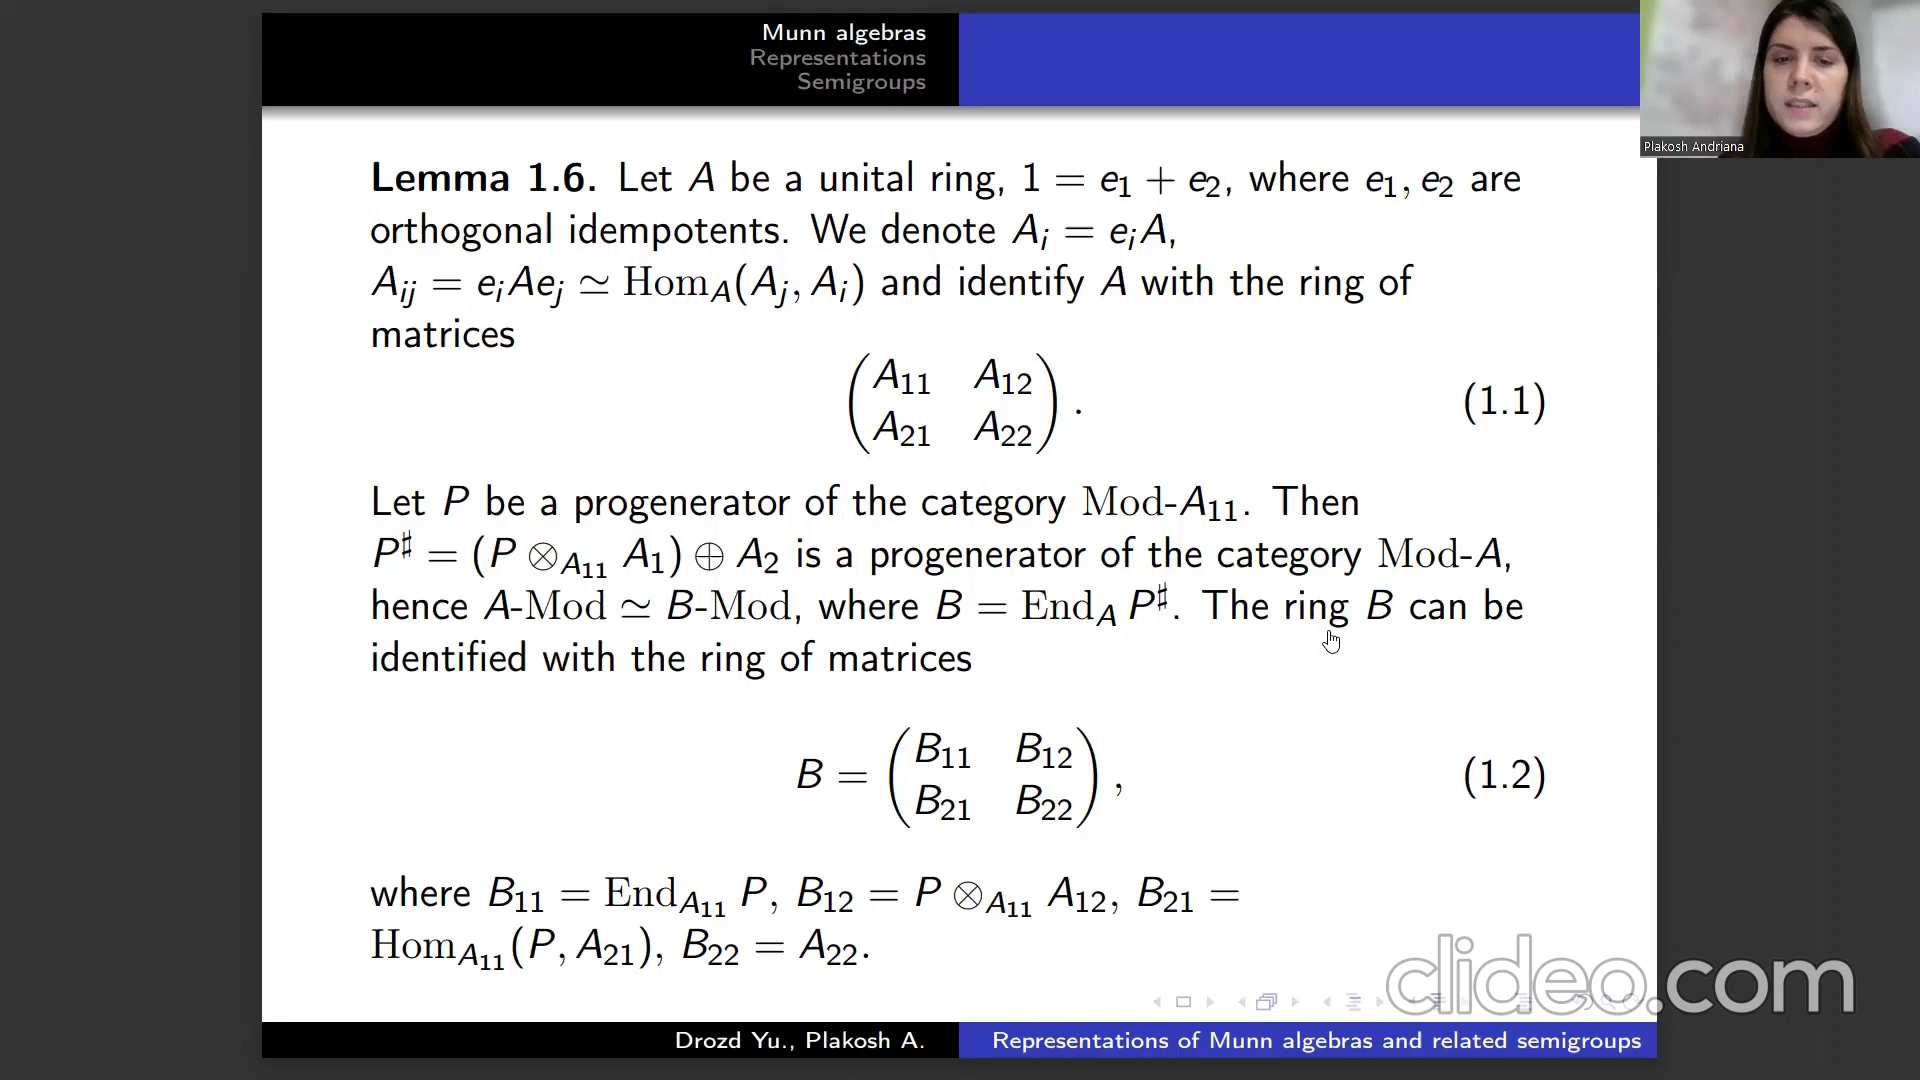 Munn algebras
Representations
Semigroups
Plakosh Andriana
Lemma 1.6. Let A be a unital ring, 1 = e₁ + e₂, where e₁, e₂ are
orthogonal idempotents. We denote Aᵢ = eᵢA,
Aᵢⱼ = eᵢAeⱼ ≃ Hom_A(Aⱼ, Aᵢ) and identify A with the ring of
matrices
(A₁₁ A₁₂
A₂₁ A₂₂). (1.1)
Let P be a progenerator of the category Mod-A₁₁. Then
P♯ = (P ⊗_{A₁₁} A₁) ⊕ A₂ is a progenerator of the category Mod-A,
hence A-Mod ≃ B-Mod, where B = End_A P♯. The ring B can be
identified with the ring of matrices
B = (B₁₁ B₁₂
B₂₁ B₂₂), (1.2)
where B₁₁ = End_{A₁₁} P, B₁₂ = P ⊗_{A₁₁} A₁₂, B₂₁ =
Hom_{A₁₁}(P, A₂₁), B₂₂ = A₂₂.
clideo.com
Drozd Yu., Plakosh A.
Representations of Munn algebras and related semigroups